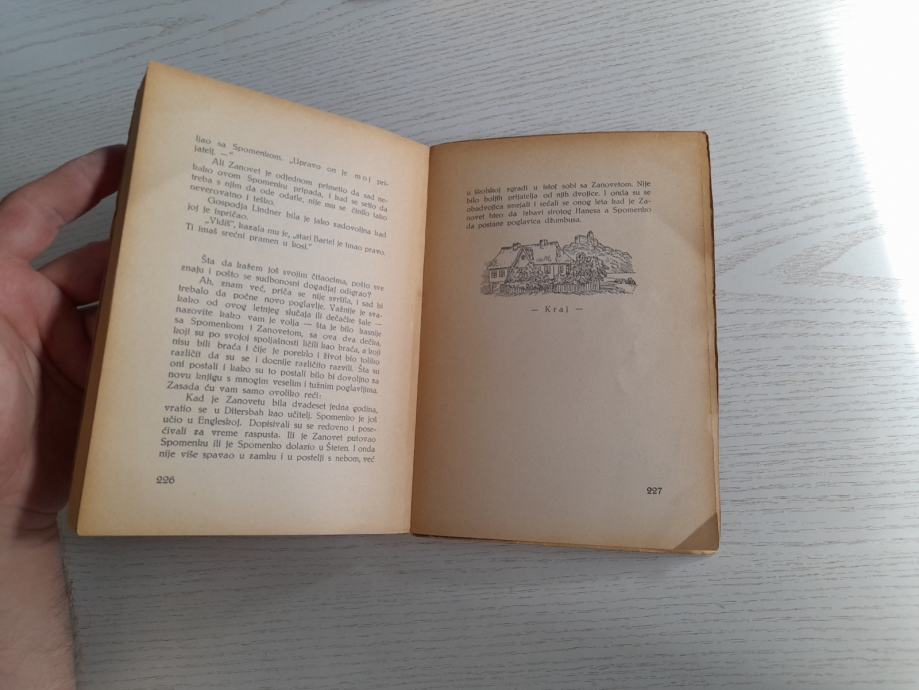 ljao sa Spomenkom. „Upravo on je moj pri-
jatelj. —“
Ali Zanovet je odjednom primetio da sad ne-
kako ovom Spomenku pripada, i kad se setio da
treba s njim da ode odatle, nije mu se činilo tako
neverovatno i teško.
Gospodja Lindner bila je jako zadovoljna kad
joj je ispričao.
„Vidiš“, kazala mu je, „stari Bartel je imao pravo.
Ti imaš srećni pramen u kosi.“
Šta da kažem još svojim čitaocima, pošto sve
znaju i pošto se sudbonosni dogadjaj odigrao?
Ah, znam već, priča se nije svršila, i sad bi
trebalo da počne novo poglavlje. Važnije je sva-
kako od ovog letnjeg slučaja ili dečačke šale —
nazovite kako vam je volja — šta je bilo kasnije
sa Spomenkom i Zanovetom, sa ova dva dečka,
koji su po svojoj spoljašnosti ličili kao braća, a koji
nisu bili braća i čije je poreklo i život bio toliko
različit da su se i docnije različito razvili. Šta su
oni postali i kako su to postali bilo bi dovoljno za
novu knjigu s mnogim veselim i tužnim poglavljima.
Zasada ću vam samo ovoliko reći:
Kad je Zanovetu bila dvadeset jedna godina,
vratio se u Ditersbah kao učitelj. Spomenko je još
učio u Engleskoj. Dopisivali su se redovno i pose-
ćivali za vreme raspusta. Ili je Zanovet putovao
Spomenku ili je Spomenko dolazio u Šteten. I onda
nije više spavao u zamku i u postelji s nebom, već
226
u školskoj zgradi u istoj sobi sa Zanovetom. Nije
bilo boljih prijatelja od njih dvojice. I onda su se
obadvojica smejali i sećali se onog leta kad je Za-
novet hteo da izbavi sirotog Hanesa a Spomenko
da postane poglavica džimbusa.
— Kraj —
227